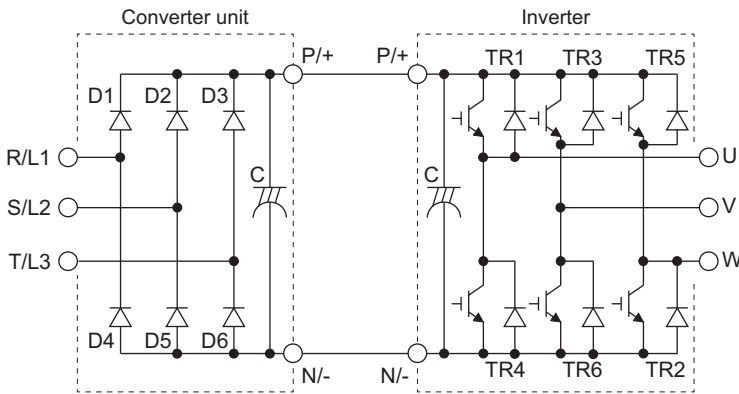 Converter unit
Inverter
P/+
P/+
TR1
TR3
TR5
D1
D2
D3
R/L1
U
C
C
S/L2
V
T/L3
W
D4
D5
D6
TR4
TR6
TR2
N/-
N/-